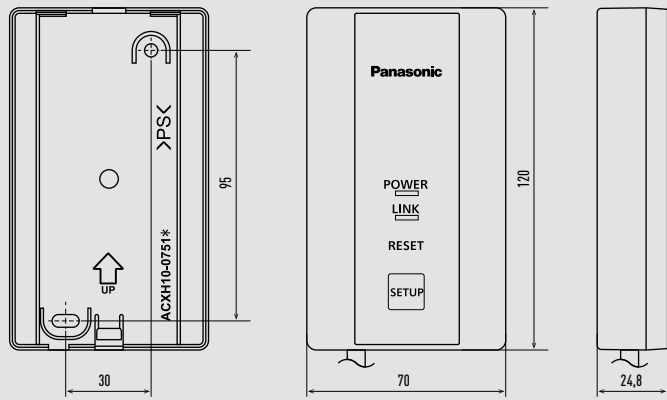 >PS<
95
UP
ACXH10-0751*
30
Panasonic
POWER
LINK
RESET
SETUP
120
70
24,8